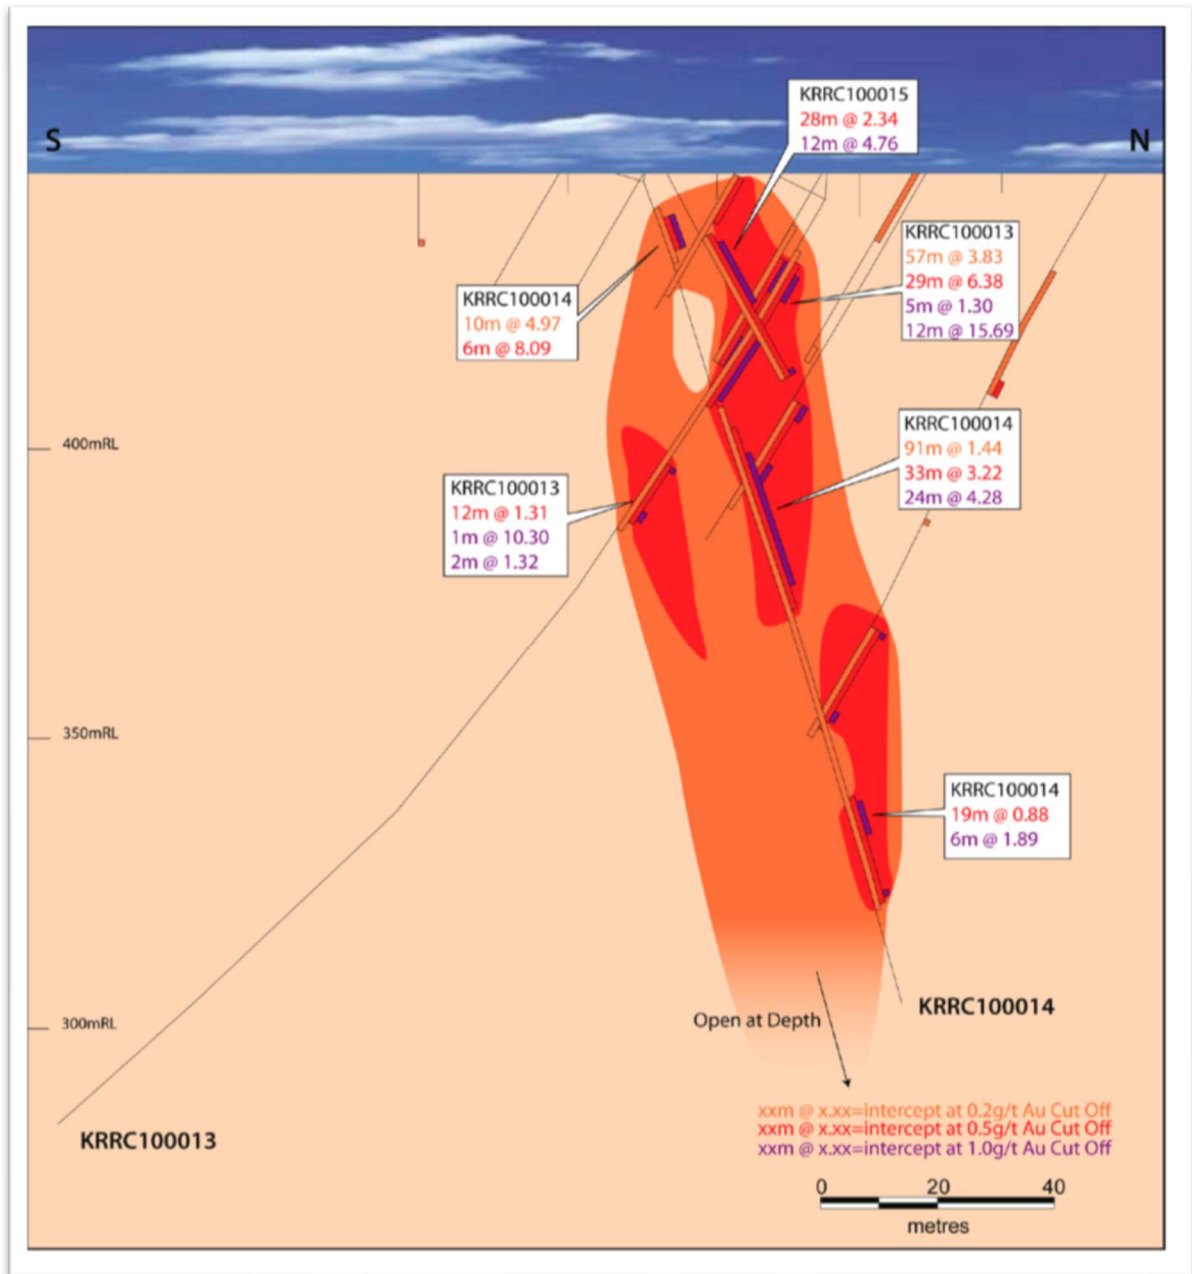 S
N
KRRC100015
28m @ 2.34
12m @ 4.76
KRRC100013
57m @ 3.83
29m @ 6.38
5m @ 1.30
12m @ 15.69
KRRC100014
10m @ 4.97
6m @ 8.09
400mRL
KRRC100014
91m @ 1.44
33m @ 3.22
24m @ 4.28
KRRC100013
12m @ 1.31
1m @ 10.30
2m @ 1.32
350mRL
KRRC100014
19m @ 0.88
6m @ 1.89
300mRL
Open at Depth
KRRC100014
KRRC100013
xxm @ x.xx=intercept at 0.2g/t Au Cut Off
xxm @ x.xx=intercept at 0.5g/t Au Cut Off
xxm @ x.xx=intercept at 1.0g/t Au Cut Off
0 20 40
metres